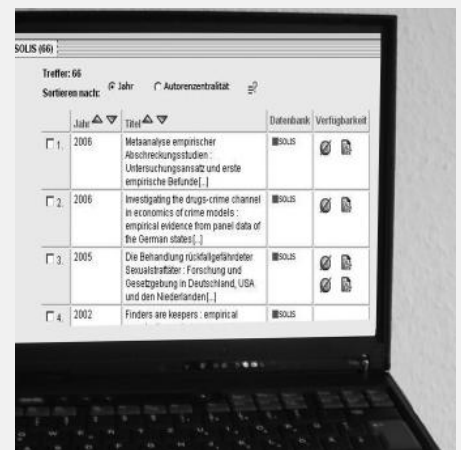 SOLIS (66)
Treffer: 66
Sortieren nach: Jahr Autorenzentralität
Jahr Titel Datenbank Verfügbarkeit
1. 2006 Metaanalyse empirischer SOLIS
Abschreckungsstudien :
Untersuchungsansatz und erste
empirische Befunde[..]
2. 2006 Investigating the drugs-crime channel SOLIS
in economics of crime models :
empirical evidence from panel data of
the German states[..]
3. 2005 Die Behandlung rückfallgefährdeter SOLIS
Sexualstraftäter : Forschung und
Gesetzgebung in Deutschland, USA
und den Niederlanden[..]
4. 2002 Finders are keepers : empirical SOLIS